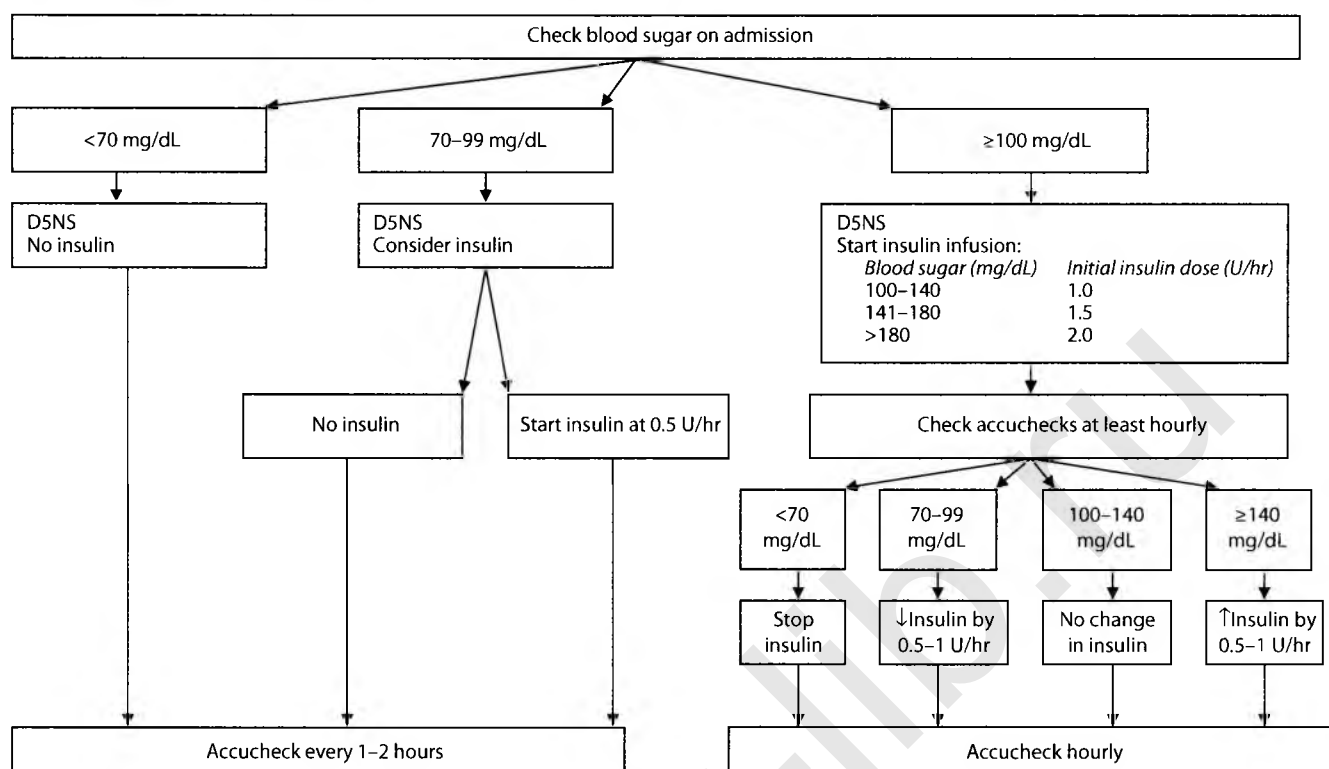 Check blood sugar on admission
<70 mg/dL
70–99 mg/dL
≥100 mg/dL
D5NS
No insulin
D5NS
Consider insulin
D5NS
Start insulin infusion:
Blood sugar (mg/dL) Initial insulin dose (U/hr)
100–140 1.0
141–180 1.5
>180 2.0
No insulin
Start insulin at 0.5 U/hr
Check accuchecks at least hourly
<70
mg/dL
70–99
mg/dL
100–140
mg/dL
≥140
mg/dL
Stop
insulin
↓Insulin by
0.5–1 U/hr
No change
in insulin
↑Insulin by
0.5–1 U/hr
Accucheck every 1–2 hours
Accucheck hourly
lib.ru